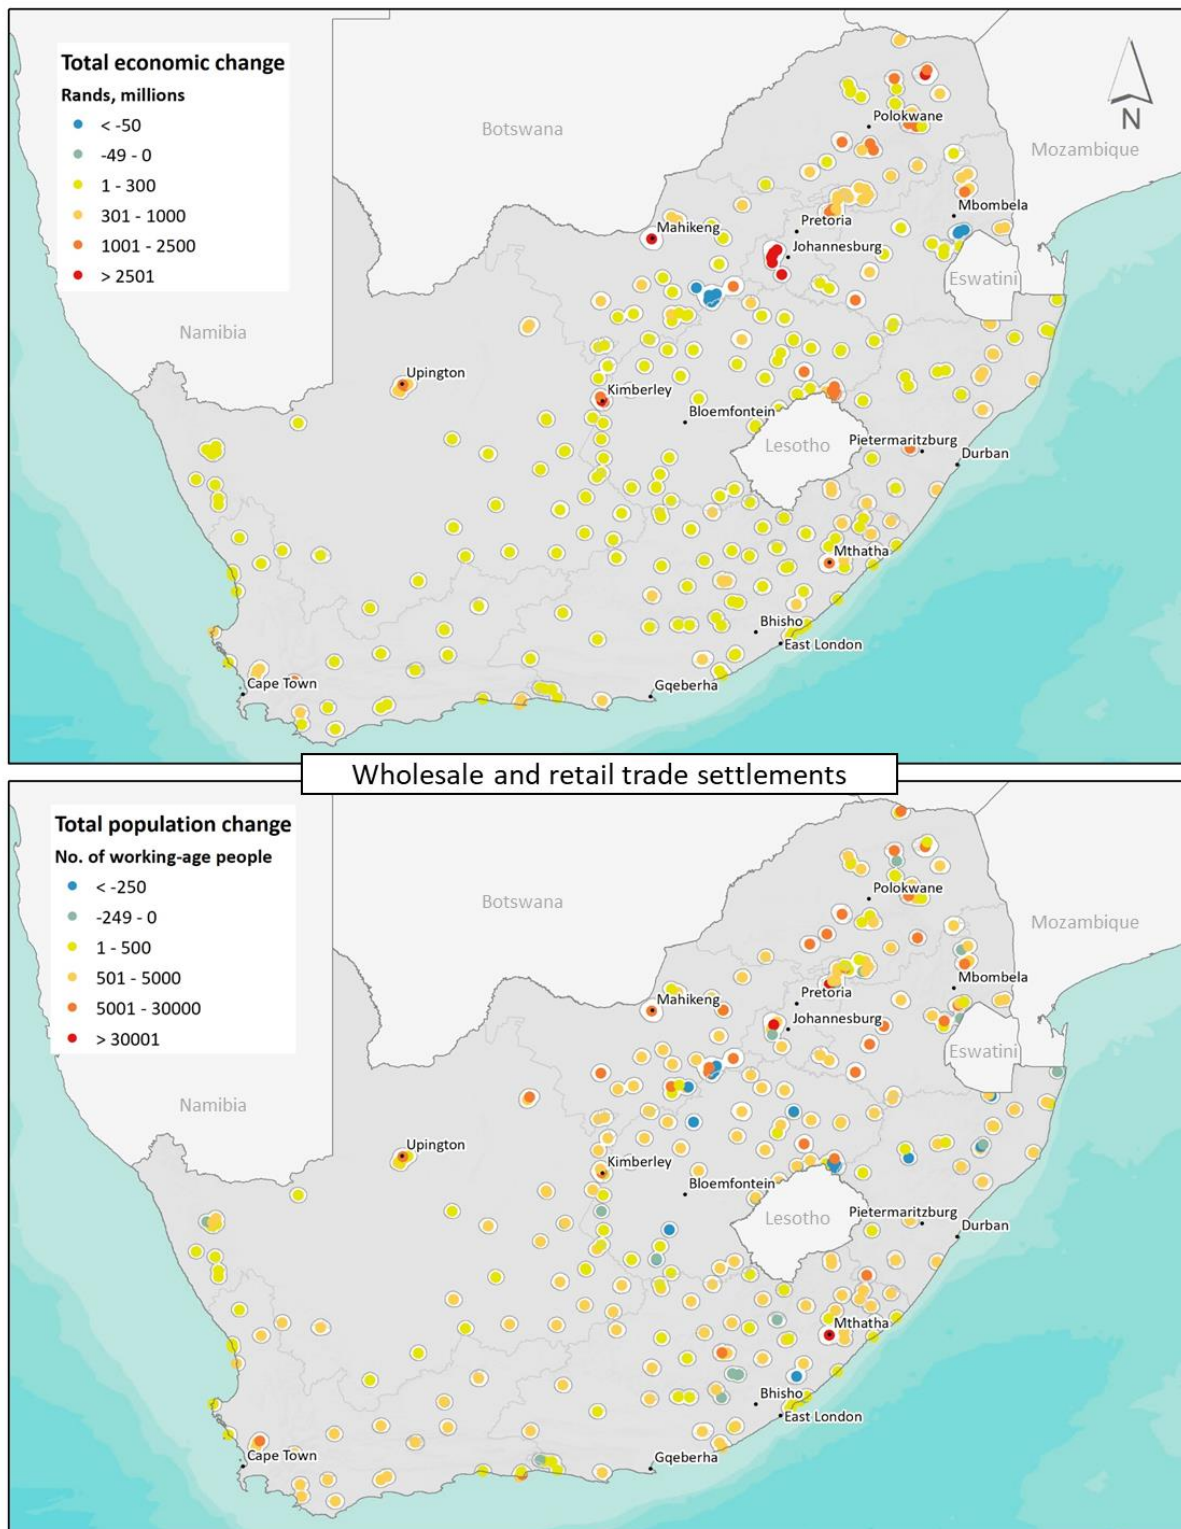 Total economic change
Rands, millions
< -50
-49 - 0
1 - 300
301 - 1000
1001 - 2500
> 2501
N
Botswana
Mozambique
Namibia
Eswatini
Lesotho
Polokwane
Mbombela
Pretoria
Mahikeng
Johannesburg
Upington
Kimberley
Bloemfontein
Pietermaritzburg
Durban
Mthatha
Bhisho
East London
Gqeberha
Cape Town
Wholesale and retail trade settlements
Total population change
No. of working-age people
< -250
-249 - 0
1 - 500
501 - 5000
5001 - 30000
> 30001
Botswana
Mozambique
Namibia
Eswatini
Lesotho
Polokwane
Mbombela
Pretoria
Mahikeng
Johannesburg
Upington
Kimberley
Bloemfontein
Pietermaritzburg
Durban
Mthatha
Bhisho
East London
Gqeberha
Cape Town